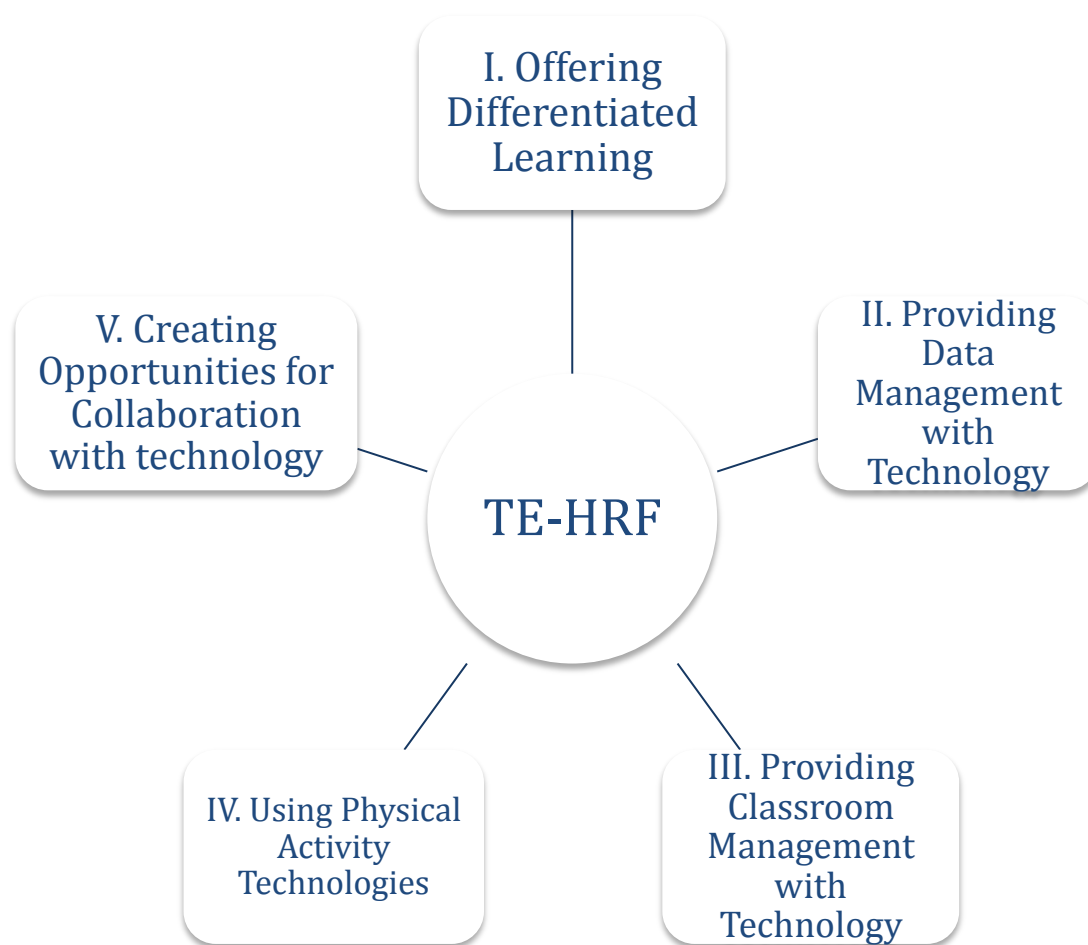 I. Offering
Differentiated
Learning
II. Providing
Data
Management
with
Technology
III. Providing
Classroom
Management
with
Technology
IV. Using Physical
Activity
Technologies
V. Creating
Opportunities for
Collaboration
with technology
TE-HRF